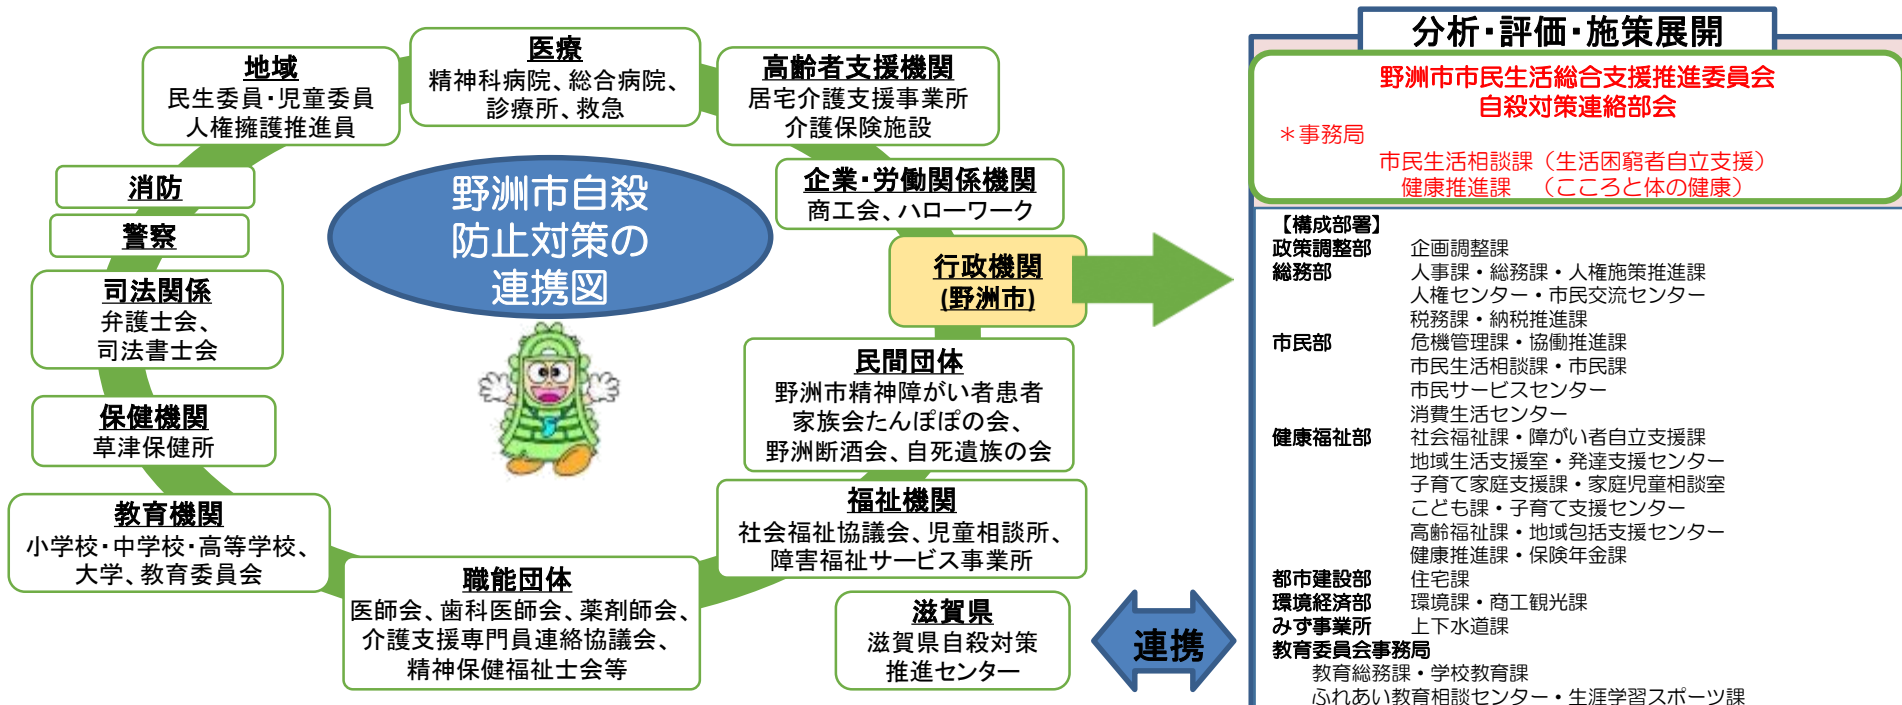 野洲市自殺
防止対策の
連携図
医療
精神科病院、総合病院、
診療所、救急
高齢者支援機関
居宅介護支援事業所
介護保険施設
企業・労働関係機関
商工会、ハローワーク
行政機関
(野洲市)
民間団体
野洲市精神障がい者患者
家族会たんぽぽの会、
野洲断酒会、自死遺族の会
福祉機関
社会福祉協議会、児童相談所、
障害福祉サービス事業所
職能団体
医師会、歯科医師会、薬剤師会、
介護支援専門員連絡協議会、
精神保健福祉士会等
教育機関
小学校・中学校・高等学校、
大学、教育委員会
保健機関
草津保健所
司法関係
弁護士会、
司法書士会
警察
消防
地域
民生委員・児童委員
人権擁護推進員
滋賀県
滋賀県自殺対策
推進センター
連携
分析・評価・施策展開
野洲市市民生活総合支援推進委員会
自殺対策連絡部会
＊事務局
市民生活相談課（生活困窮者自立支援）
健康推進課　（こころと体の健康）
【構成部署】
政策調整部　企画調整課
総務部　人事課・総務課・人権施策推進課
人権センター・市民交流センター
税務課・納税推進課
市民部　危機管理課・協働推進課
市民生活相談課・市民課
市民サービスセンター
消費生活センター
健康福祉部　社会福祉課・障がい者自立支援課
地域生活支援室・発達支援センター
子育て家庭支援課・家庭児童相談室
こども課・子育て支援センター
高齢福祉課・地域包括支援センター
健康推進課・保険年金課
都市建設部　住宅課
環境経済部　環境課・商工観光課
みず事業所　上下水道課
教育委員会事務局
教育総務課・学校教育課
ふれあい教育相談センター・生涯学習スポーツ課